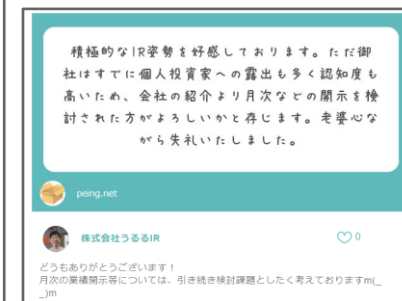 積極的なIR姿勢を好感しております。ただ御
社はすでに個人投資家への露出も多く認知度も
高いため、会社の紹介より月次などの開示を検
討された方がよろしいかと存じます。老婆心な
がら失礼いたしました。
peing.net
株式会社うるるIR
0
どうもありがとうございます！
月次の業績開示等については、引き続き検討課題としたく考えておりますm(_
_)m